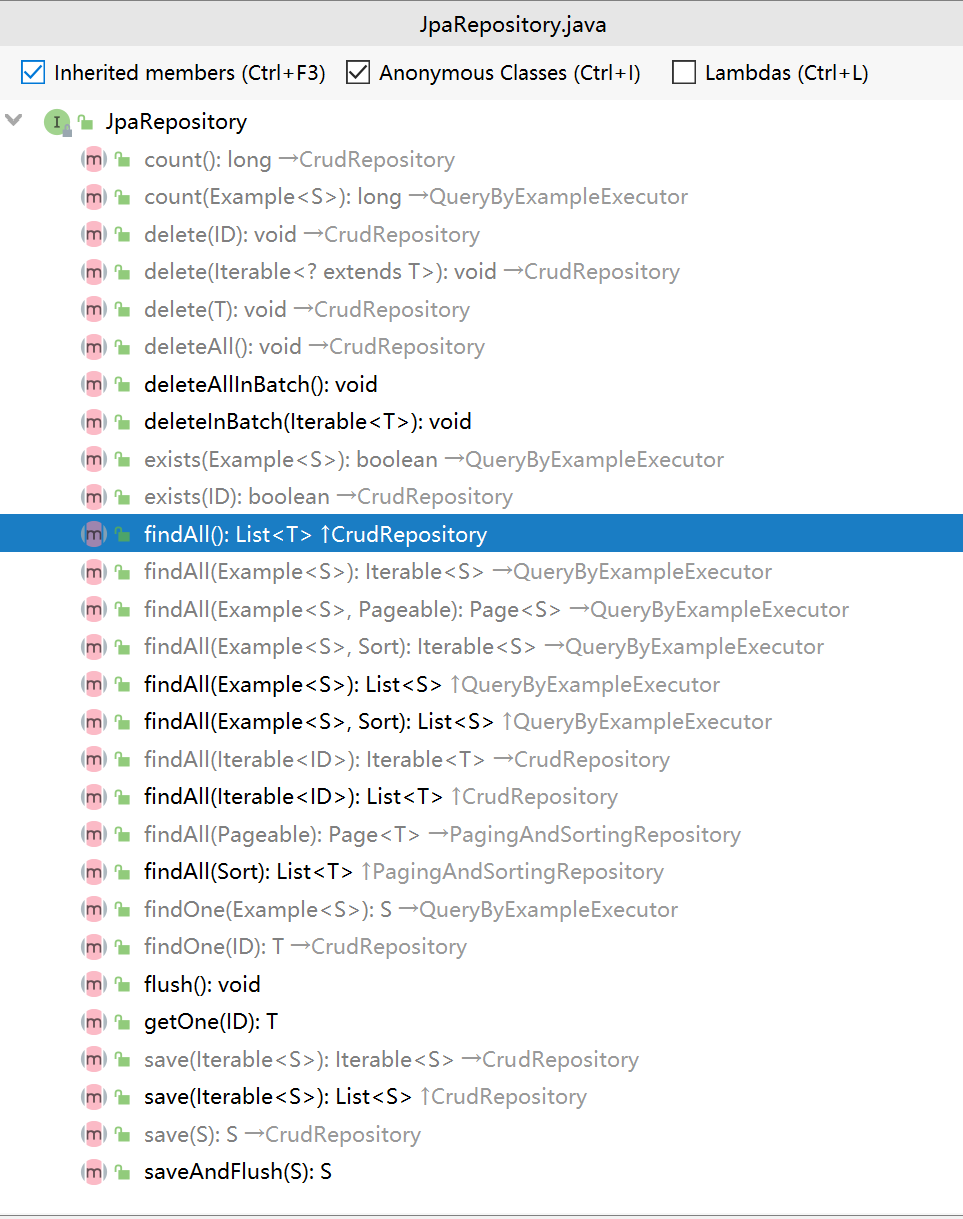 JpaRepository.java
Inherited members (Ctrl+F3) Anonymous Classes (Ctrl+I) Lambdas (Ctrl+L)
I JpaRepository
m count(): long →CrudRepository
m count(Example<S>): long →QueryByExampleExecutor
m delete(ID): void →CrudRepository
m delete(Iterable<? extends T>): void →CrudRepository
m delete(T): void →CrudRepository
m deleteAll(): void →CrudRepository
m deleteAllInBatch(): void
m deleteInBatch(Iterable<T>): void
m exists(Example<S>): boolean →QueryByExampleExecutor
m exists(ID): boolean →CrudRepository
m findAll(): List<T> ↑CrudRepository
m findAll(Example<S>): Iterable<S> →QueryByExampleExecutor
m findAll(Example<S>, Pageable): Page<S> →QueryByExampleExecutor
m findAll(Example<S>, Sort): Iterable<S> →QueryByExampleExecutor
m findAll(Example<S>): List<S> ↑QueryByExampleExecutor
m findAll(Example<S>, Sort): List<S> ↑QueryByExampleExecutor
m findAll(Iterable<ID>): Iterable<T> →CrudRepository
m findAll(Iterable<ID>): List<T> ↑CrudRepository
m findAll(Pageable): Page<T> →PagingAndSortingRepository
m findAll(Sort): List<T> ↑PagingAndSortingRepository
m findOne(Example<S>): S →QueryByExampleExecutor
m findOne(ID): T →CrudRepository
m flush(): void
m getOne(ID): T
m save(Iterable<S>): Iterable<S> →CrudRepository
m save(Iterable<S>): List<S> ↑CrudRepository
m save(S): S →CrudRepository
m saveAndFlush(S): S